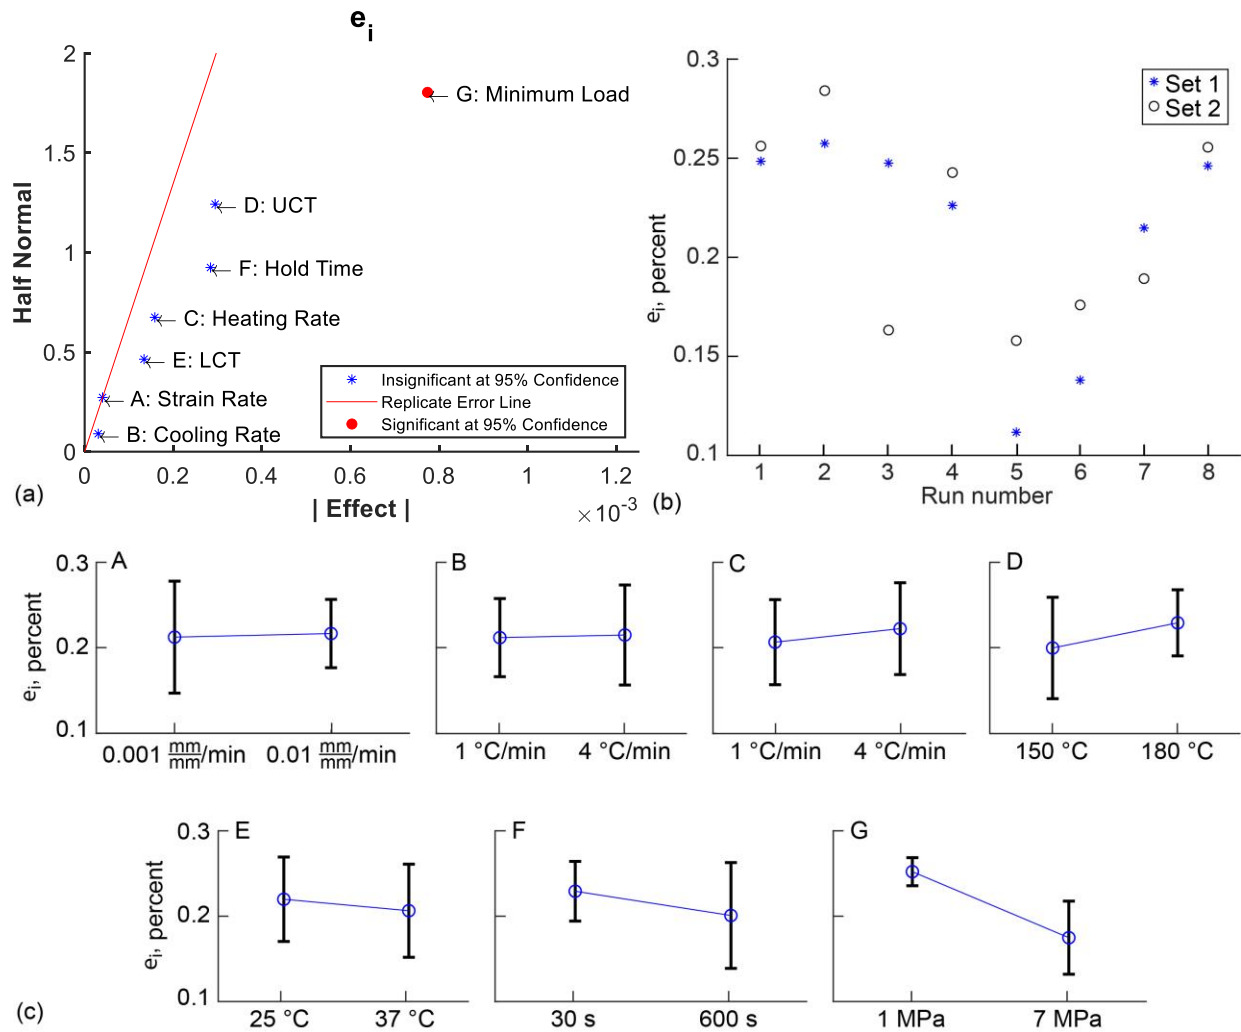 e_i
2
1.5
1
0.5
0
Half Normal
G: Minimum Load
D: UCT
F: Hold Time
C: Heating Rate
E: LCT
A: Strain Rate
B: Cooling Rate
Insignificant at 95% Confidence
Replicate Error Line
Significant at 95% Confidence
0 0.2 0.4 0.6 0.8 1 1.2
×10^-3
| Effect |
(a)
0.3
0.25
0.2
0.15
0.1
e_i, percent
Set 1
Set 2
1 2 3 4 5 6 7 8
Run number
(b)
A
0.3
0.2
0.1
e_i, percent
0.001 mm/mm/min 0.01 mm/mm/min
B
1 °C/min 4 °C/min
C
1 °C/min 4 °C/min
D
150 °C 180 °C
E
0.3
0.2
0.1
e_i, percent
25 °C 37 °C
F
30 s 600 s
G
1 MPa 7 MPa
(c)